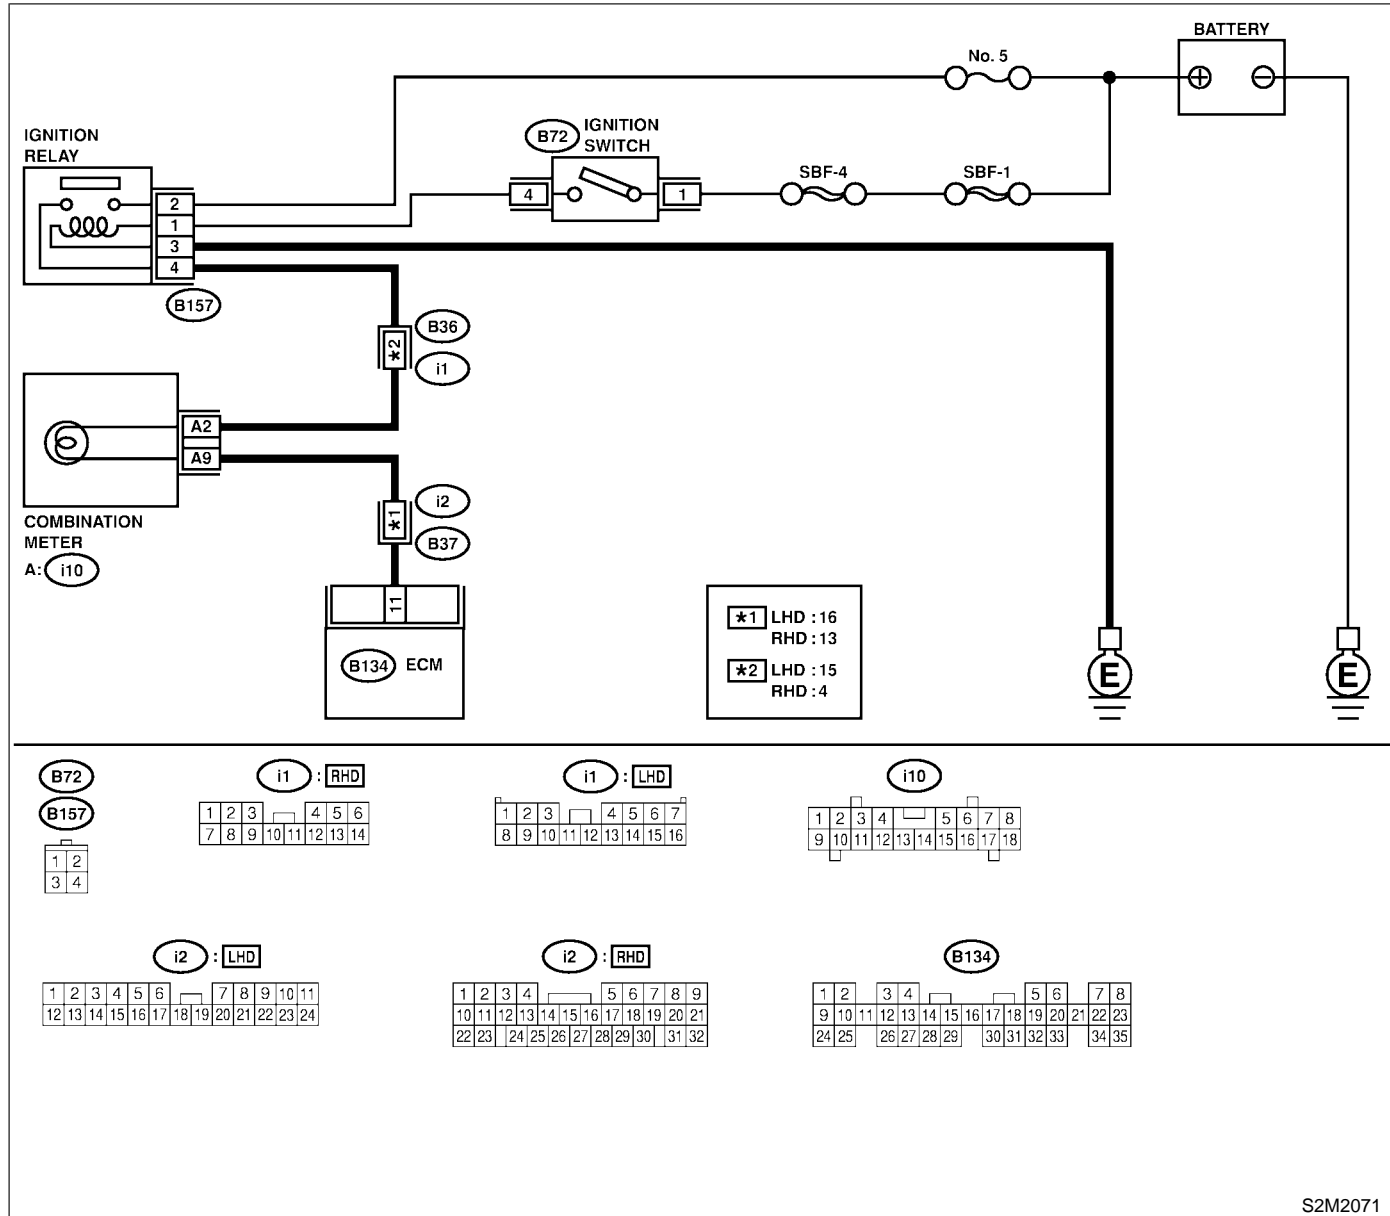 BATTERY
No. 5
IGNITION
RELAY
B72
IGNITION
SWITCH
SBF-4
SBF-1
4
1
2
1
3
4
B157
B36
*2
i1
A2
A9
COMBINATION
METER
A: i10
i2
*1
B37
11
B134 ECM
*1 LHD : 16
RHD : 13
*2 LHD : 15
RHD : 4
E
E
B72
B157
1 2
3 4
i1 : RHD
1 2 3 4 5 6
7 8 9 10 11 12 13 14
i1 : LHD
1 2 3 4 5 6 7
8 9 10 11 12 13 14 15 16
i10
1 2 3 4 5 6 7 8
9 10 11 12 13 14 15 16 17 18
i2 : LHD
1 2 3 4 5 6 7 8 9 10 11
12 13 14 15 16 17 18 19 20 21 22 23 24
i2 : RHD
1 2 3 4 5 6 7 8 9
10 11 12 13 14 15 16 17 18 19 20 21
22 23 24 25 26 27 28 29 30 31 32
B134
1 2 3 4 5 6 7 8
9 10 11 12 13 14 15 16 17 18 19 20 21 22 23
24 25 26 27 28 29 30 31 32 33 34 35
S2M2071